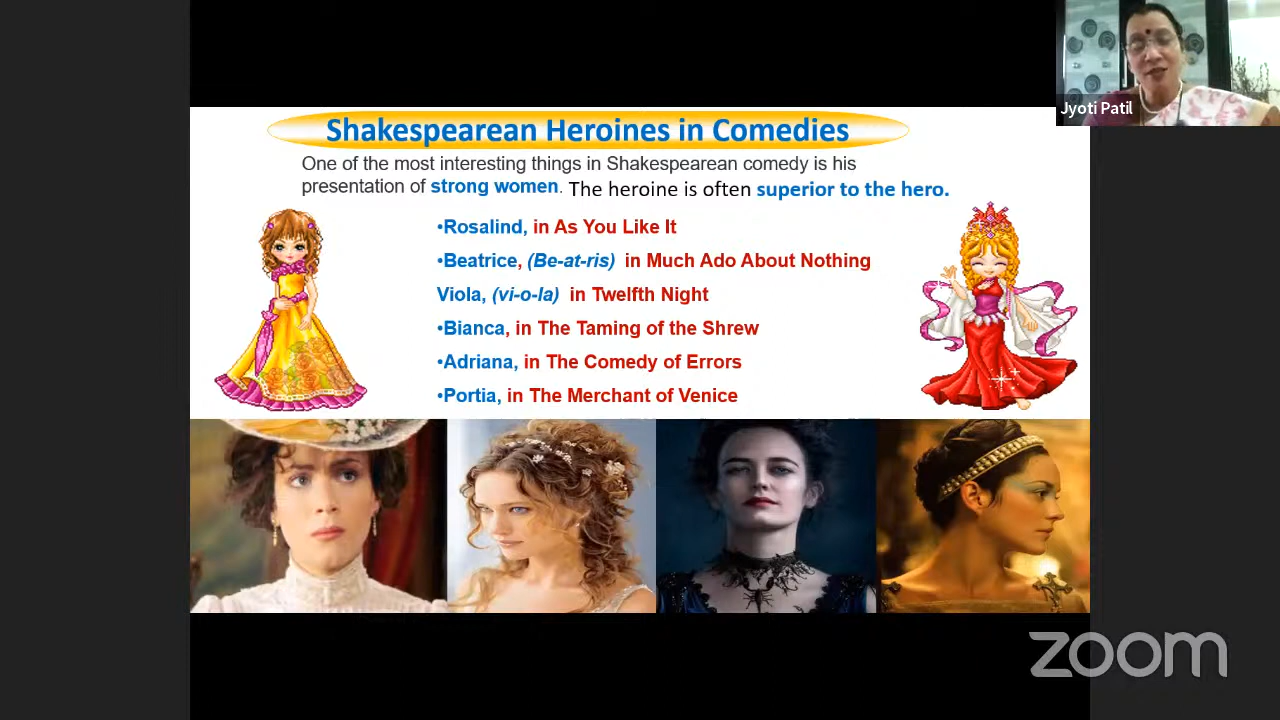 Jyoti Patil
Shakespearean Heroines in Comedies
One of the most interesting things in Shakespearean comedy is his
presentation of strong women. The heroine is often superior to the hero.
•Rosalind, in As You Like It
•Beatrice, (Be-at-ris) in Much Ado About Nothing
Viola, (vi-o-la) in Twelfth Night
•Bianca, in The Taming of the Shrew
•Adriana, in The Comedy of Errors
•Portia, in The Merchant of Venice
zoom